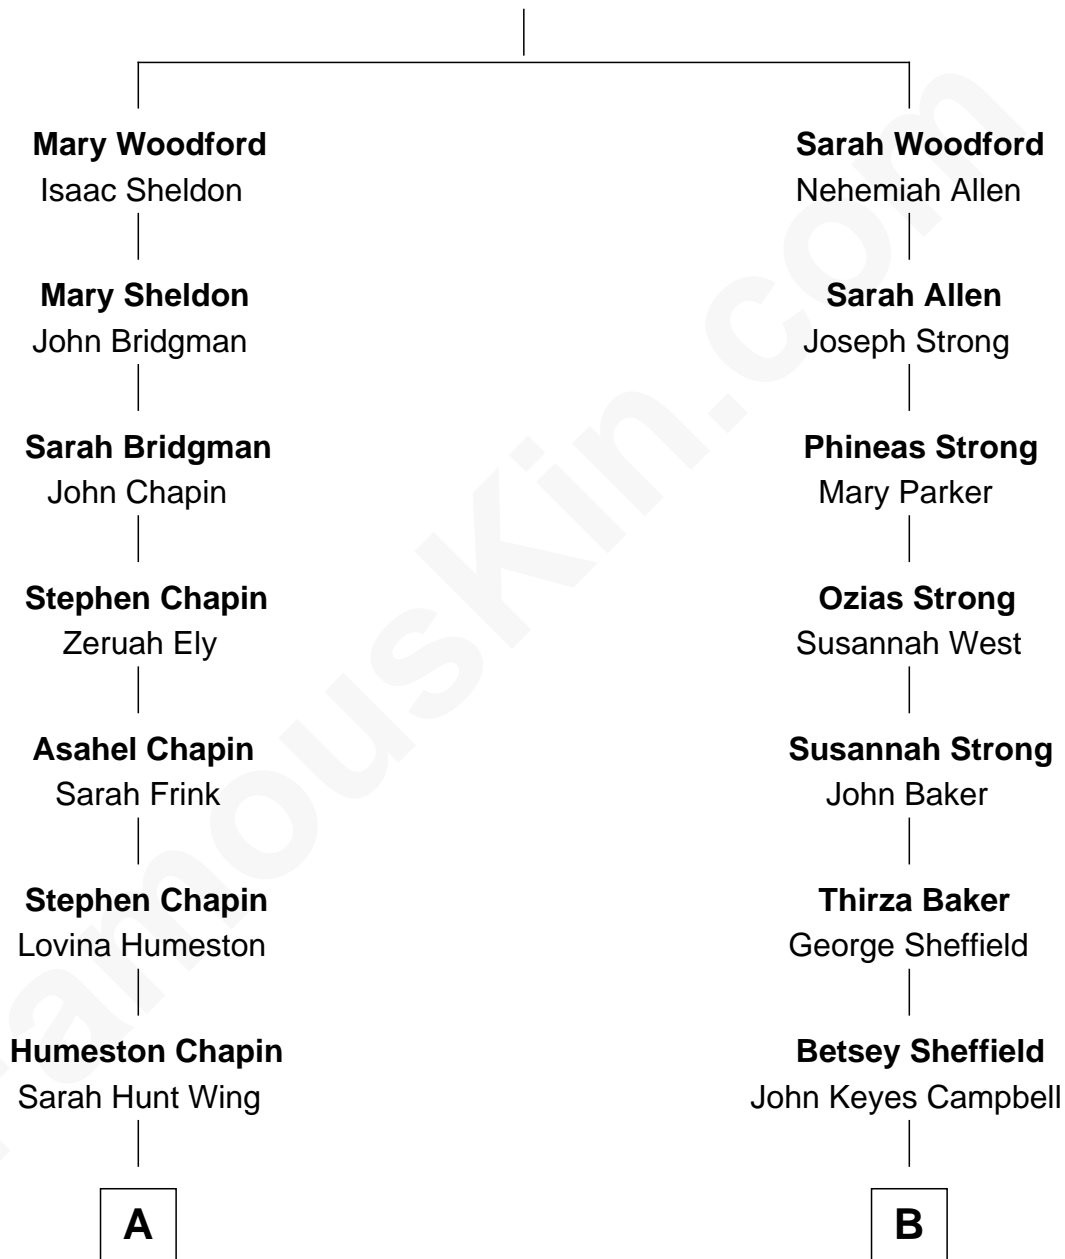 Mary Woodford
Isaac Sheldon
Sarah Woodford
Nehemiah Allen
Mary Sheldon
John Bridgman
Sarah Allen
Joseph Strong
Sarah Bridgman
John Chapin
Phineas Strong
Mary Parker
Stephen Chapin
Zeruah Ely
Ozias Strong
Susannah West
Asahel Chapin
Sarah Frink
Susannah Strong
John Baker
Stephen Chapin
Lovina Humeston
Thirza Baker
George Sheffield
Humeston Chapin
Sarah Hunt Wing
Betsey Sheffield
John Keyes Campbell
A
B
FamousKin.com